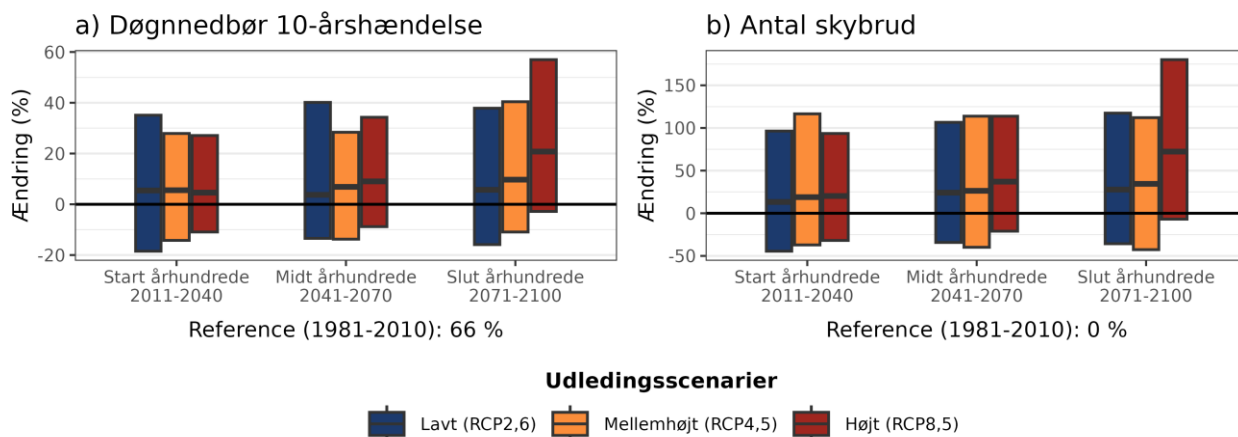 a) Døgnnedbør 10-årshændelse
Ændring (%)
60
40
20
0
-20
Start århundrede
2011-2040
Midt århundrede
2041-2070
Slut århundrede
2071-2100
Reference (1981-2010): 66 %
b) Antal skybrud
Ændring (%)
150
100
50
0
-50
Start århundrede
2011-2040
Midt århundrede
2041-2070
Slut århundrede
2071-2100
Reference (1981-2010): 0 %
Udledingsscenarier
Lavt (RCP2,6)
Mellemhøjt (RCP4,5)
Højt (RCP8,5)